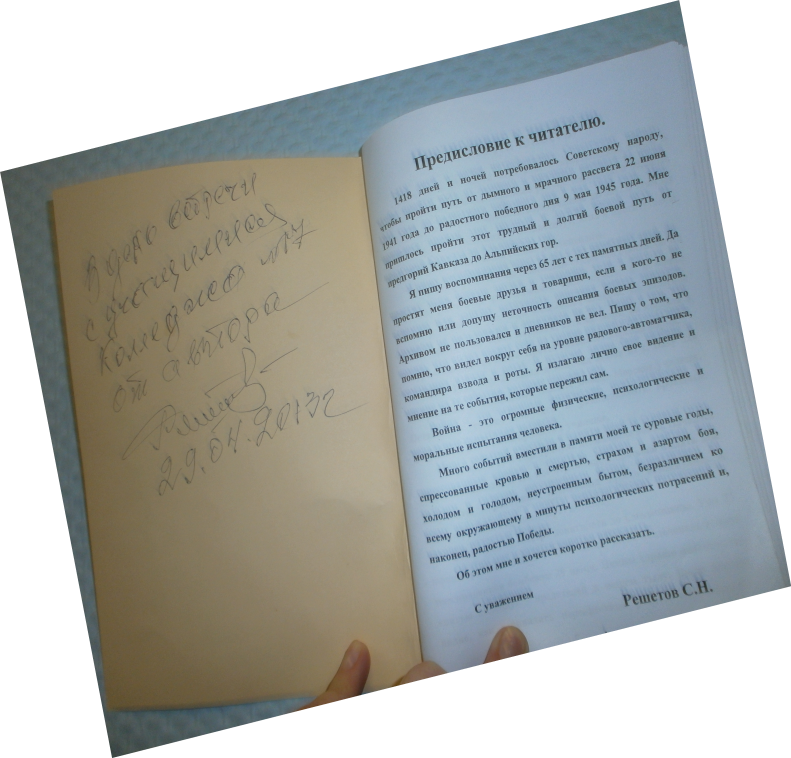 В день встречи
с учащимися
колледжа №7
от автора
29.04.2013г
Предисловие к читателю.
1418 дней и ночей потребовалось Советскому народу,
чтобы пройти путь от дымного и мрачного рассвета 22 июня
1941 года до радостного победного дня 9 мая 1945 года. Мне
пришлось пройти этот трудный и долгий боевой путь от
предгорий Кавказа до Альпийских гор.
Я пишу воспоминания через 65 лет с тех памятных дней. Да
простят меня боевые друзья и товарищи, если я кого-то не
вспомню или допущу неточность описания боевых эпизодов.
Архивом не пользовался и дневников не вел. Пишу о том, что
помню, что видел вокруг себя на уровне рядового-автоматчика,
командира взвода и роты. Я излагаю лично свое видение и
мнение на те события, которые пережил сам.
Война - это огромные физические, психологические и
моральные испытания человека.
Много событий вместили в памяти моей те суровые годы,
спрессованные кровью и смертью, страхом и азартом боя,
холодом и голодом, неустроенным бытом, безразличием ко
всему окружающему в минуты психологических потрясений и,
наконец, радостью Победы.
Об этом мне и хочется коротко рассказать.
С уважением
Решетов С.Н.